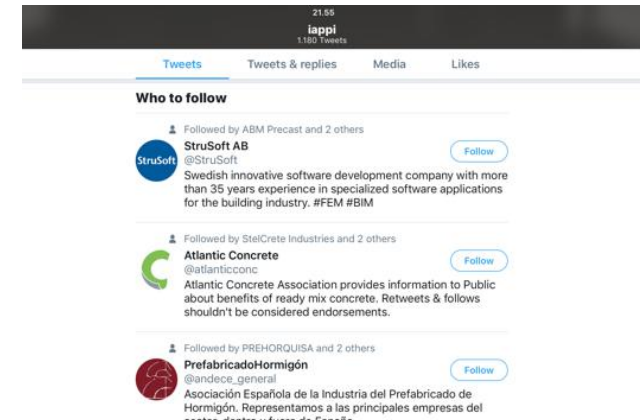 21.55
iappi
1.180 Tweets
Tweets Tweets & replies Media Likes
Who to follow
Followed by ABM Precast and 2 others
StruSoft
StruSoft AB
@StruSoft
Follow
Swedish innovative software development company with more
than 35 years experience in specialized software applications
for the building industry. #FEM #BIM
Followed by StelCrete Industries and 2 others
Atlantic Concrete
@atlanticconc
Follow
Atlantic Concrete Association provides information to Public
about benefits of ready mix concrete. Retweets & follows
shouldn't be considered endorsements.
Followed by PREHORQUISA and 2 others
PrefabricadoHormigón
@andece_general
Follow
Asociación Española de la Industria del Prefabricado de
Hormigón. Representamos a las principales empresas del
sector, dentro y fuera de España